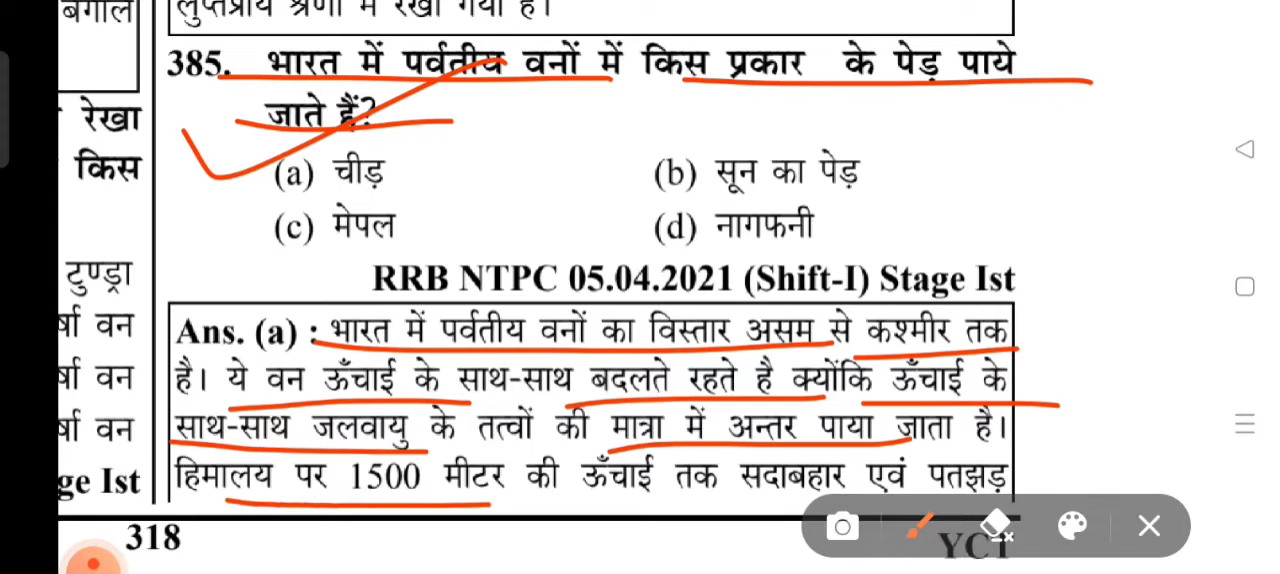 बंगाल
लुप्तप्राय श्रेणी में रखा गया है।
रेखा
किस
टुण्ड्रा
र्षा वन
र्षा वन
र्षा वन
ge Ist
385. भारत में पर्वतीय वनों में किस प्रकार के पेड़ पाये
जाते हैं?
(a) चीड़ (b) सून का पेड़
(c) मेपल (d) नागफनी
RRB NTPC 05.04.2021 (Shift-I) Stage Ist
Ans. (a) : भारत में पर्वतीय वनों का विस्तार असम से कश्मीर तक
है। ये वन ऊँचाई के साथ-साथ बदलते रहते है क्योंकि ऊँचाई के
साथ-साथ जलवायु के तत्वों की मात्रा में अन्तर पाया जाता है।
हिमालय पर 1500 मीटर की ऊँचाई तक सदाबहार एवं पतझड़
318 YCT